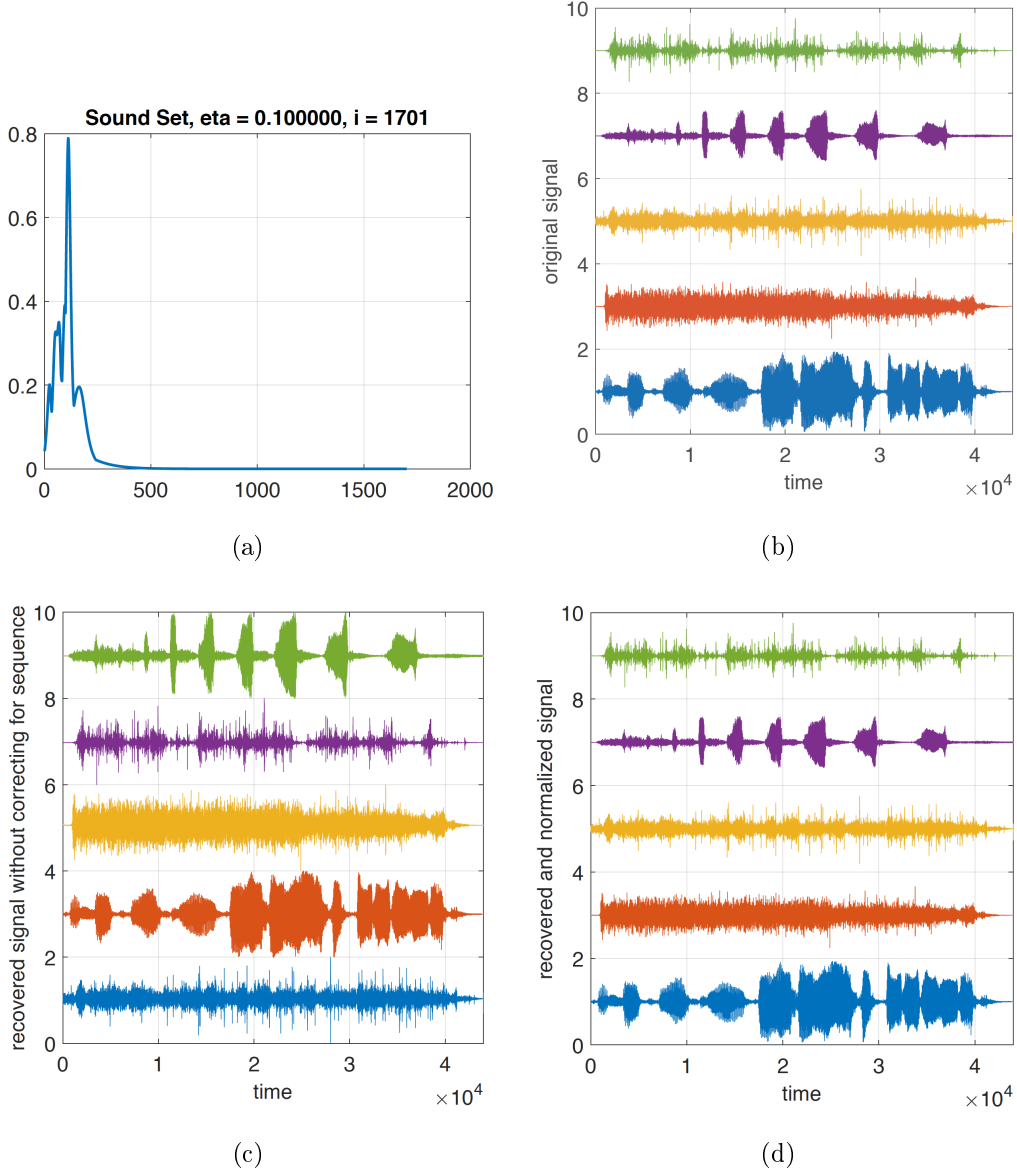 Sound Set, eta = 0.100000, i = 1701
0.8
0.6
0.4
0.2
0
0 500 1000 1500 2000
(a)
original signal
10
8
6
4
2
0
0 1 2 3 4
time
×10^4
(b)
recovered signal without correcting for sequence
10
8
6
4
2
0
0 1 2 3 4
time
×10^4
(c)
recovered and normalized signal
10
8
6
4
2
0
0 1 2 3 4
time
×10^4
(d)